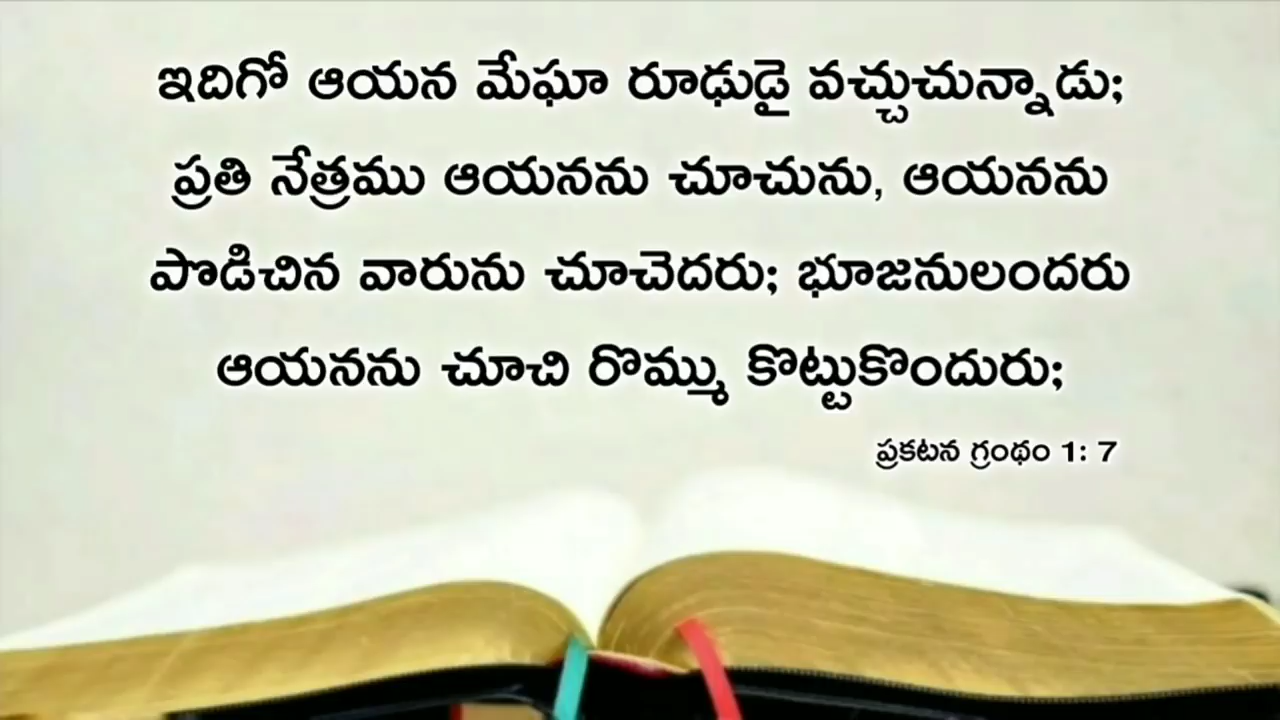 ఇదిగో ఆయన మేఘా రూఢుడై వచ్చుచున్నాడు;
ప్రతి నేత్రము ఆయనను చూచును, ఆయనను
పొడిచిన వారును చూచెదరు; భూజనులందరు
ఆయనను చూచి రొమ్ము కొట్టుకొందురు;
ప్రకటన గ్రంథం 1: 7